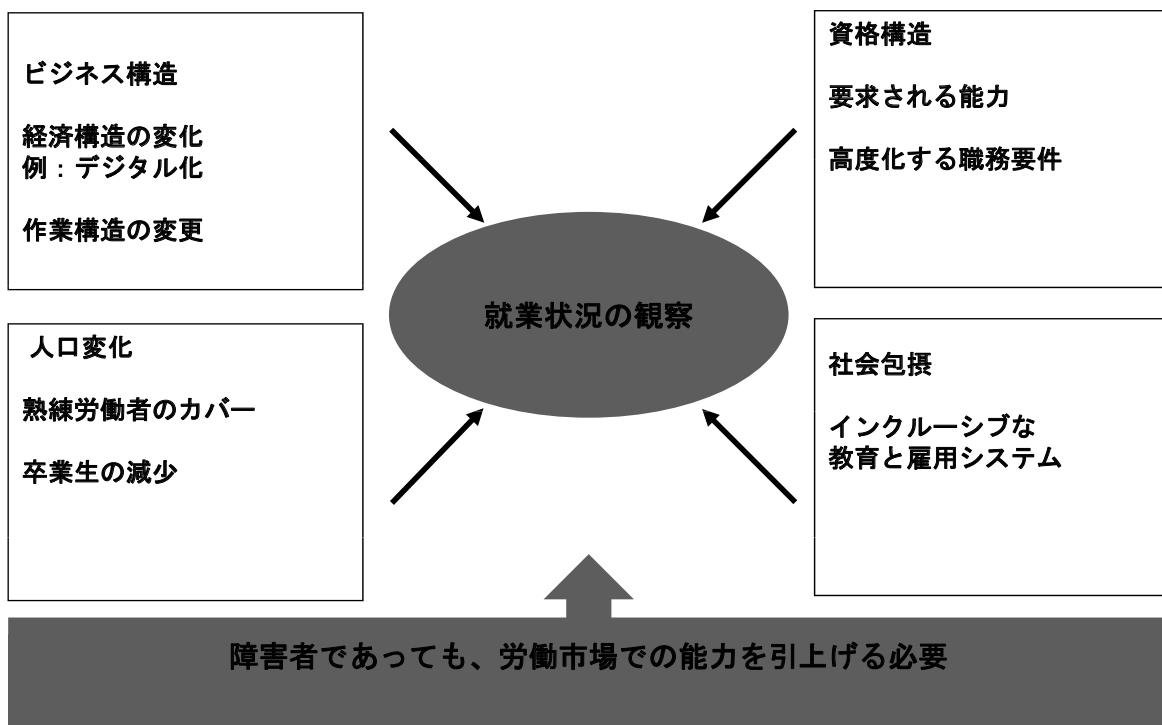 ビジネス構造
経済構造の変化
例：デジタル化
作業構造の変更
資格構造
要求される能力
高度化する職務要件
就業状況の観察
人口変化
熟練労働者のカバー
卒業生の減少
社会包摂
インクルーシブな
教育と雇用システム
障害者であっても、労働市場での能力を引上げる必要